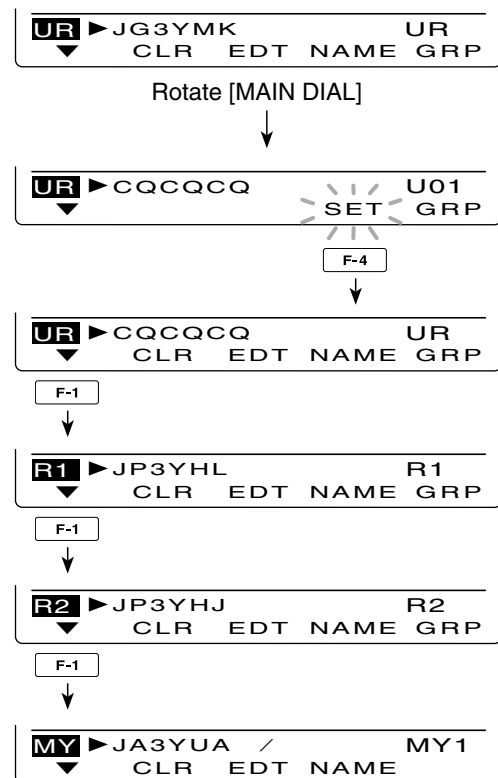 UR ►JG3YMK UR
▼ CLR EDT NAME GRP
Rotate [MAIN DIAL]
UR ►CQCQCQ U01
▼ SET GRP
F-4
UR ►CQCQCQ UR
▼ CLR EDT NAME GRP
F-1
R1 ►JP3YHL R1
▼ CLR EDT NAME GRP
F-1
R2 ►JP3YHJ R2
▼ CLR EDT NAME GRP
F-1
MY ►JA3YUA / MY1
▼ CLR EDT NAME